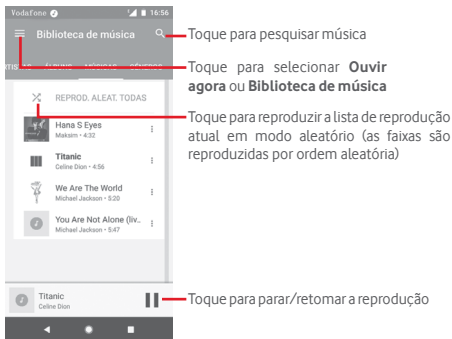 Vodafone 16:56
Biblioteca de música
Toque para pesquisar música
ÁLBUNS MÚSICAS GÉNEROS
Toque para selecionar Ouvir
agora ou Biblioteca de música
REPROD. ALEAT. TODAS
Toque para reproduzir a lista de reprodução
atual em modo aleatório (as faixas são
reproduzidas por ordem aleatória)
Hana S Eyes
Maksim • 4:32
Titanic
Celine Dion • 4:56
We Are The World
Michael Jackson • 5:20
You Are Not Alone (liv..
Michael Jackson • 5:47
Titanic
Celine Dion
Toque para parar/retomar a reprodução